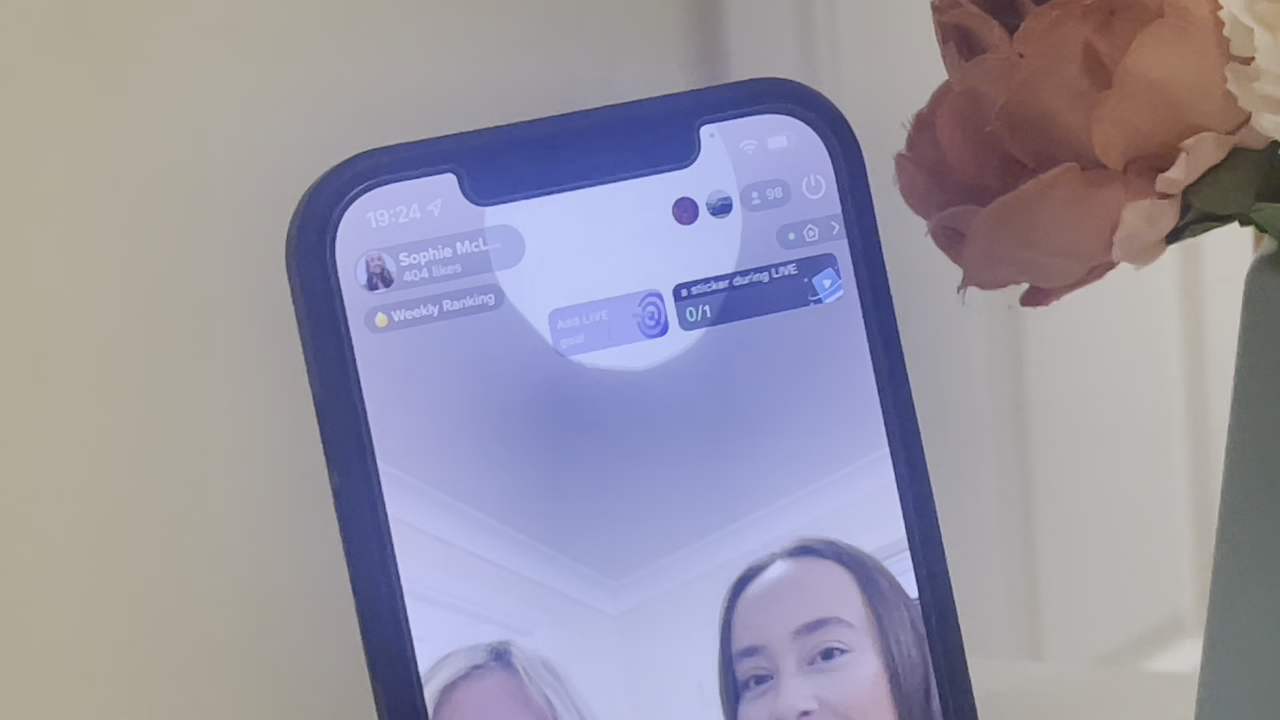 19:24
98
Sophie McL...
404 likes
Weekly Ranking
Add LIVE
goal
a sticker during LIVE
0/1